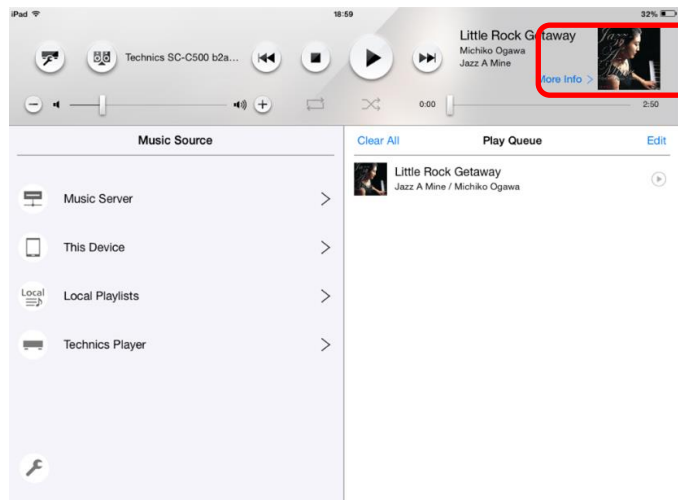 iPad 18:59 32%
Technics SC-C500 b2a...
Little Rock Getaway
Michiko Ogawa
Jazz A Mine
More Info >
0:00 2:50
Music Source
Clear All Play Queue Edit
Little Rock Getaway
Jazz A Mine / Michiko Ogawa
Music Server
This Device
Local
Local Playlists
Technics Player
Jazz